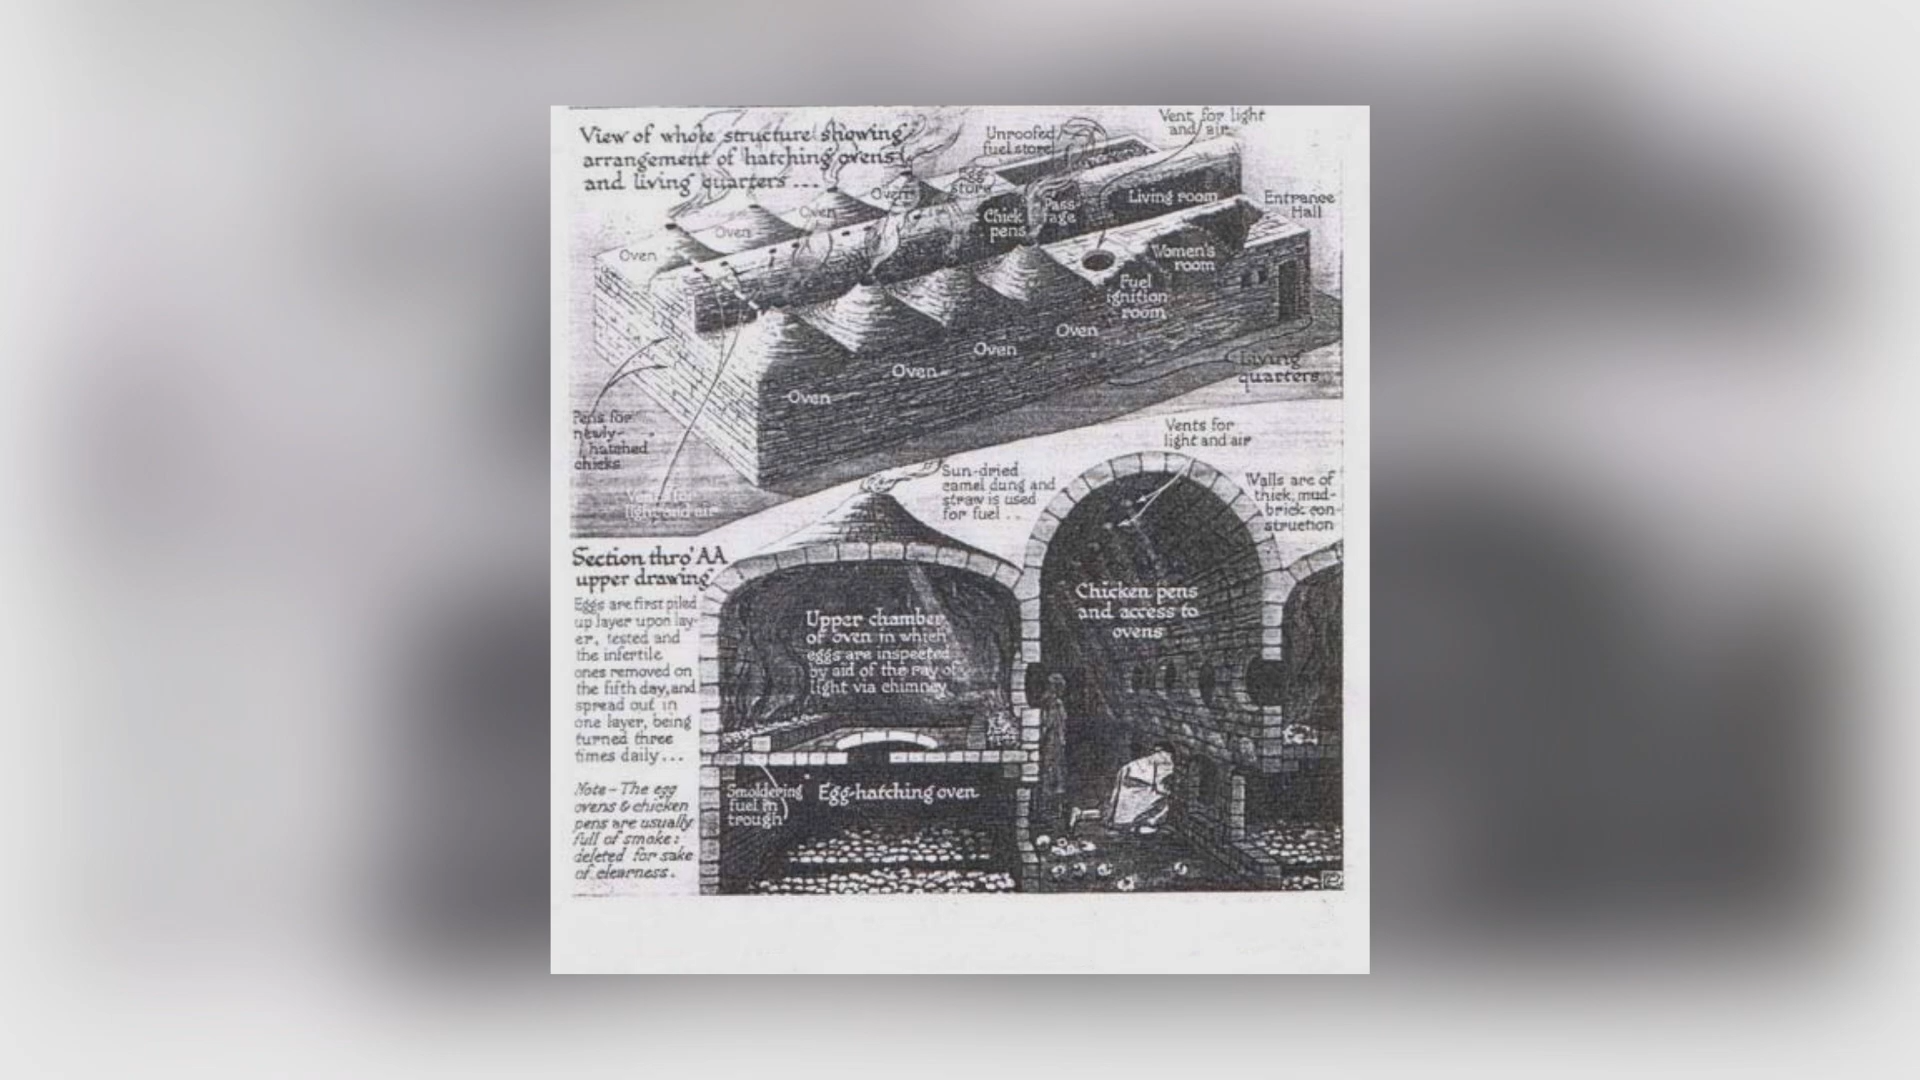 View of whole structure showing
arrangement of hatching ovens
and living quarters ...
Unroofed
fuel store
Vent for light
and air
Egg
store
Oven
Oven
Oven
Oven
Chick
pens
Pass-
age
Living room
Entrance
Hall
Women's
room
Fuel
ignition
room
Oven
Oven
Oven
Oven
Living
quarters
Pens for
newly-
hatched
chicks
Vents for
light and air
Vents for
light and air
Sun-dried
camel dung and
straw is used
for fuel ..
Walls are of
thick, mud-
brick con-
struction
Section thro' AA
upper drawing
Eggs are first piled
up layer upon lay-
er, tested and
the infertile
ones removed on
the fifth day, and
spread out in
one layer, being
turned three
times daily...
Note - The egg
ovens & chicken
pens are usually
full of smoke:
deleted for sake
of clearness.
Upper chamber
of oven in which
eggs are inspected
by aid of the ray of
light via chimney
Chicken pens
and access to
ovens
Smoldering
fuel in
trough
Egg-hatching oven